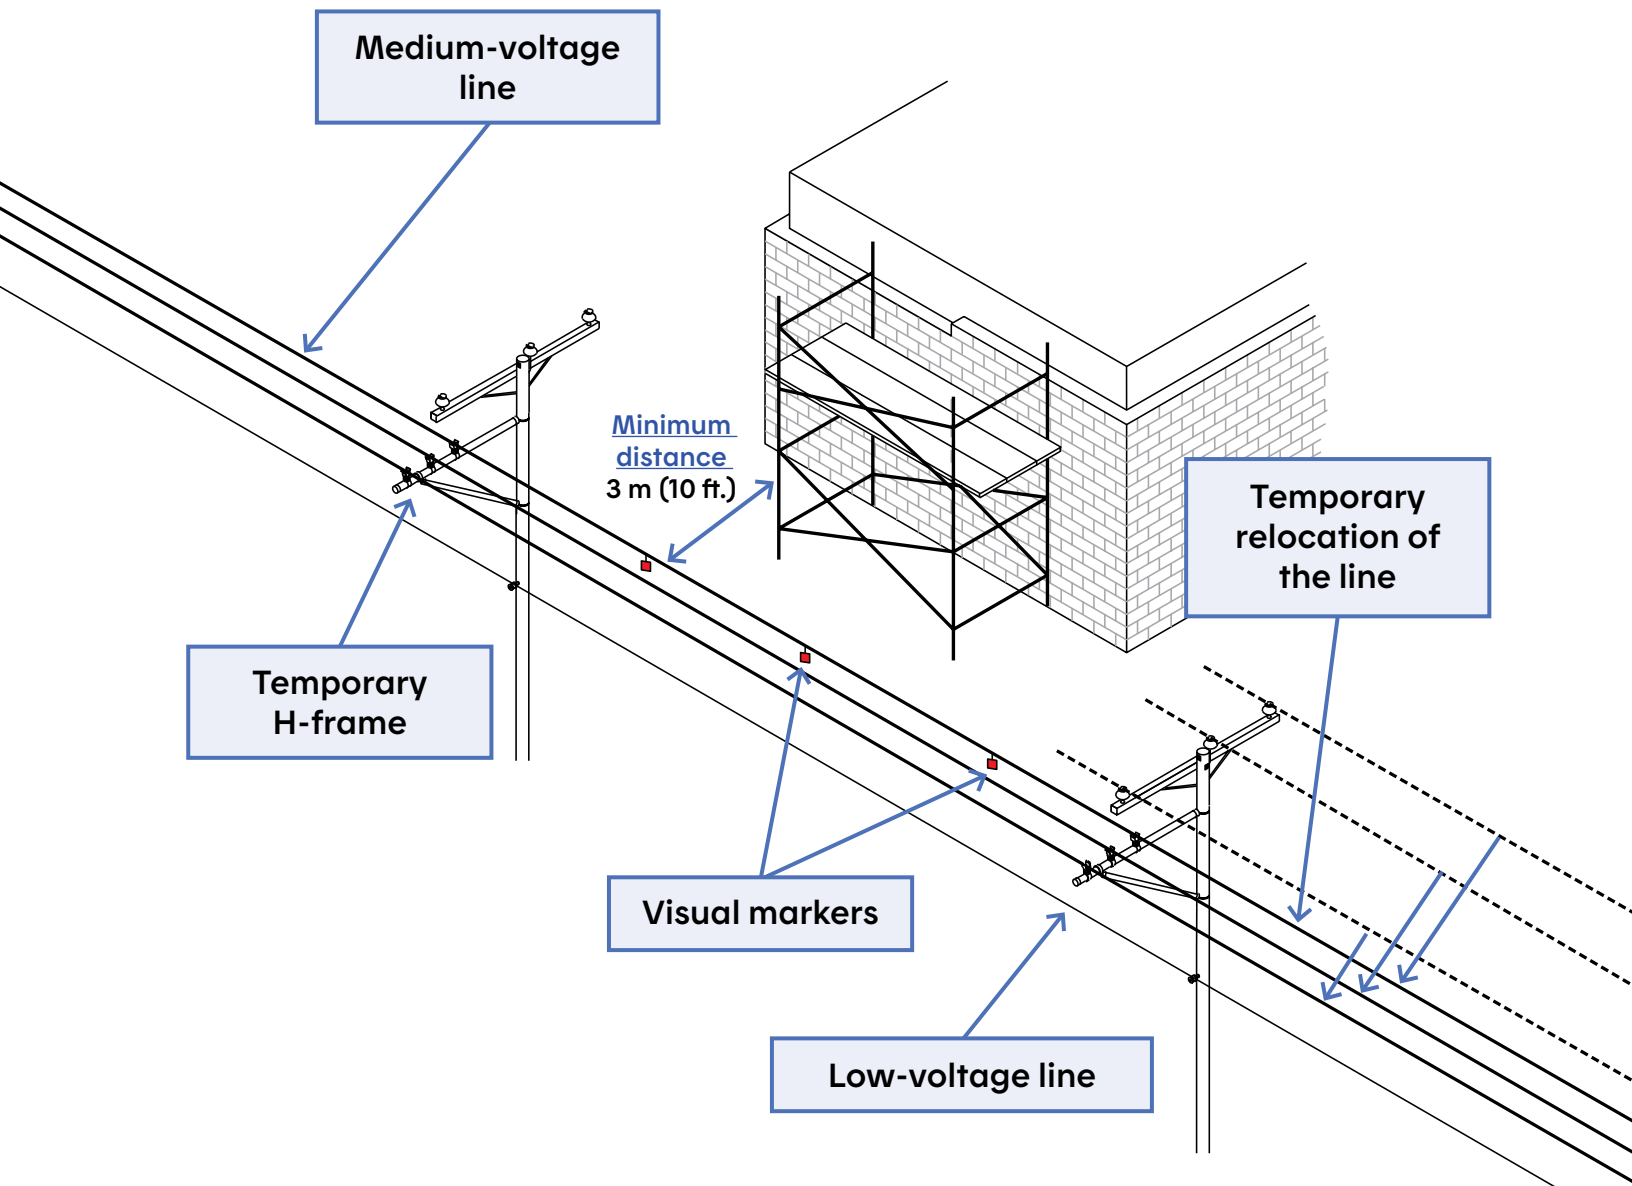 Medium-voltage
line
Minimum
distance
3 m (10 ft.)
Temporary
relocation of
the line
Temporary
H-frame
Visual markers
Low-voltage line